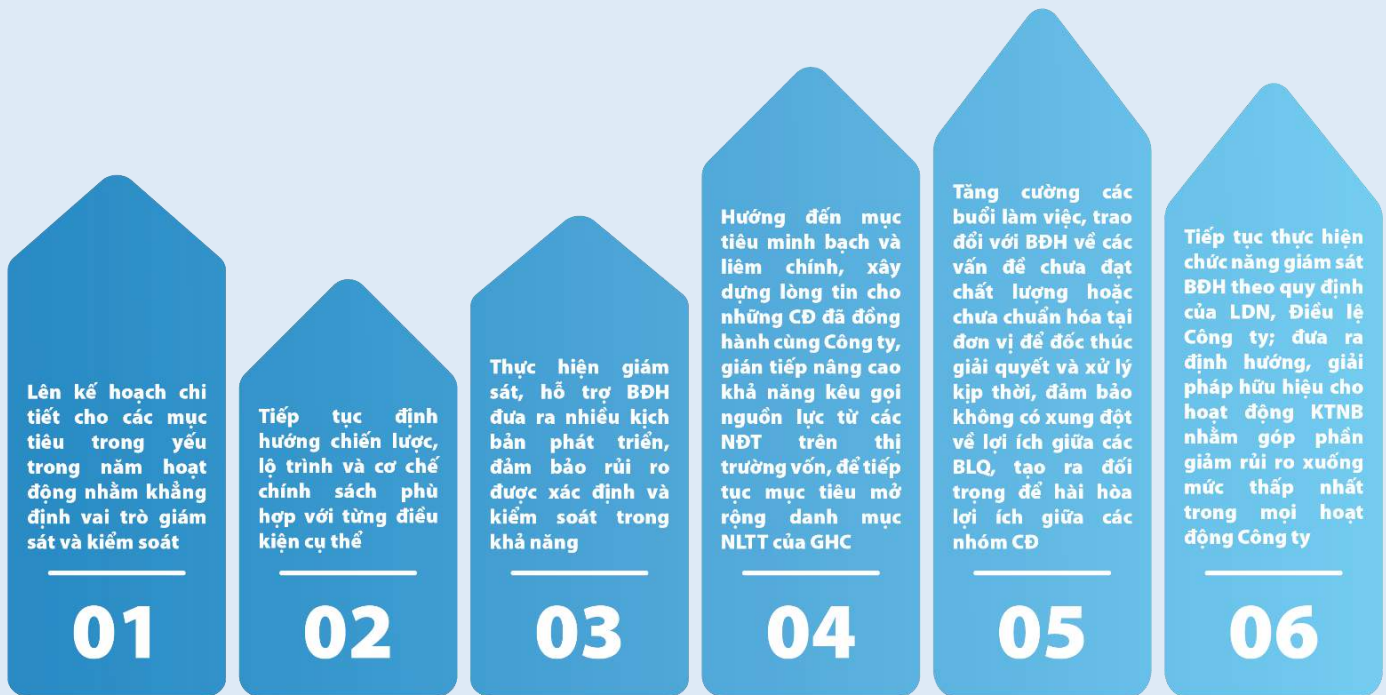 Lên kế hoạch chi
tiết cho các mục
tiêu trong yếu
trong năm hoạt
động nhằm khẳng
định vai trò giám
sát và kiểm soát
01
Tiếp tục định
hướng chiến lược,
lộ trình và cơ chế
chính sách phù
hợp với từng điều
kiện cụ thể
02
Thực hiện giám
sát, hỗ trợ BĐH
đưa ra nhiều kịch
bản phát triển,
đảm bảo rủi ro
được xác định và
kiểm soát trong
khả năng
03
Hướng đến mục
tiêu minh bạch và
liêm chính, xây
dựng lòng tin cho
những CĐ đã đồng
hành cùng Công ty,
gián tiếp nâng cao
khả năng kêu gọi
nguồn lực từ các
NĐT trên thị
trường vốn, để tiếp
tục mục tiêu mở
rộng danh mục
NLTT của GHC
04
Tăng cường các
buổi làm việc, trao
đổi với BĐH về các
vấn đề chưa đạt
chất lượng hoặc
chưa chuẩn hóa tại
đơn vị để đốc thúc
giải quyết và xử lý
kịp thời, đảm bảo
không có xung đột
về lợi ích giữa các
BLQ, tạo ra đối
trọng để hài hòa
lợi ích giữa các
nhóm CĐ
05
Tiếp tục thực hiện
chức năng giám sát
BĐH theo quy định
của LDN, Điều lệ
Công ty; đưa ra
định hướng, giải
pháp hữu hiệu cho
hoạt động KTNB
nhằm góp phần
giảm rủi ro xuống
mức thấp nhất
trong mọi hoạt
động Công ty
06